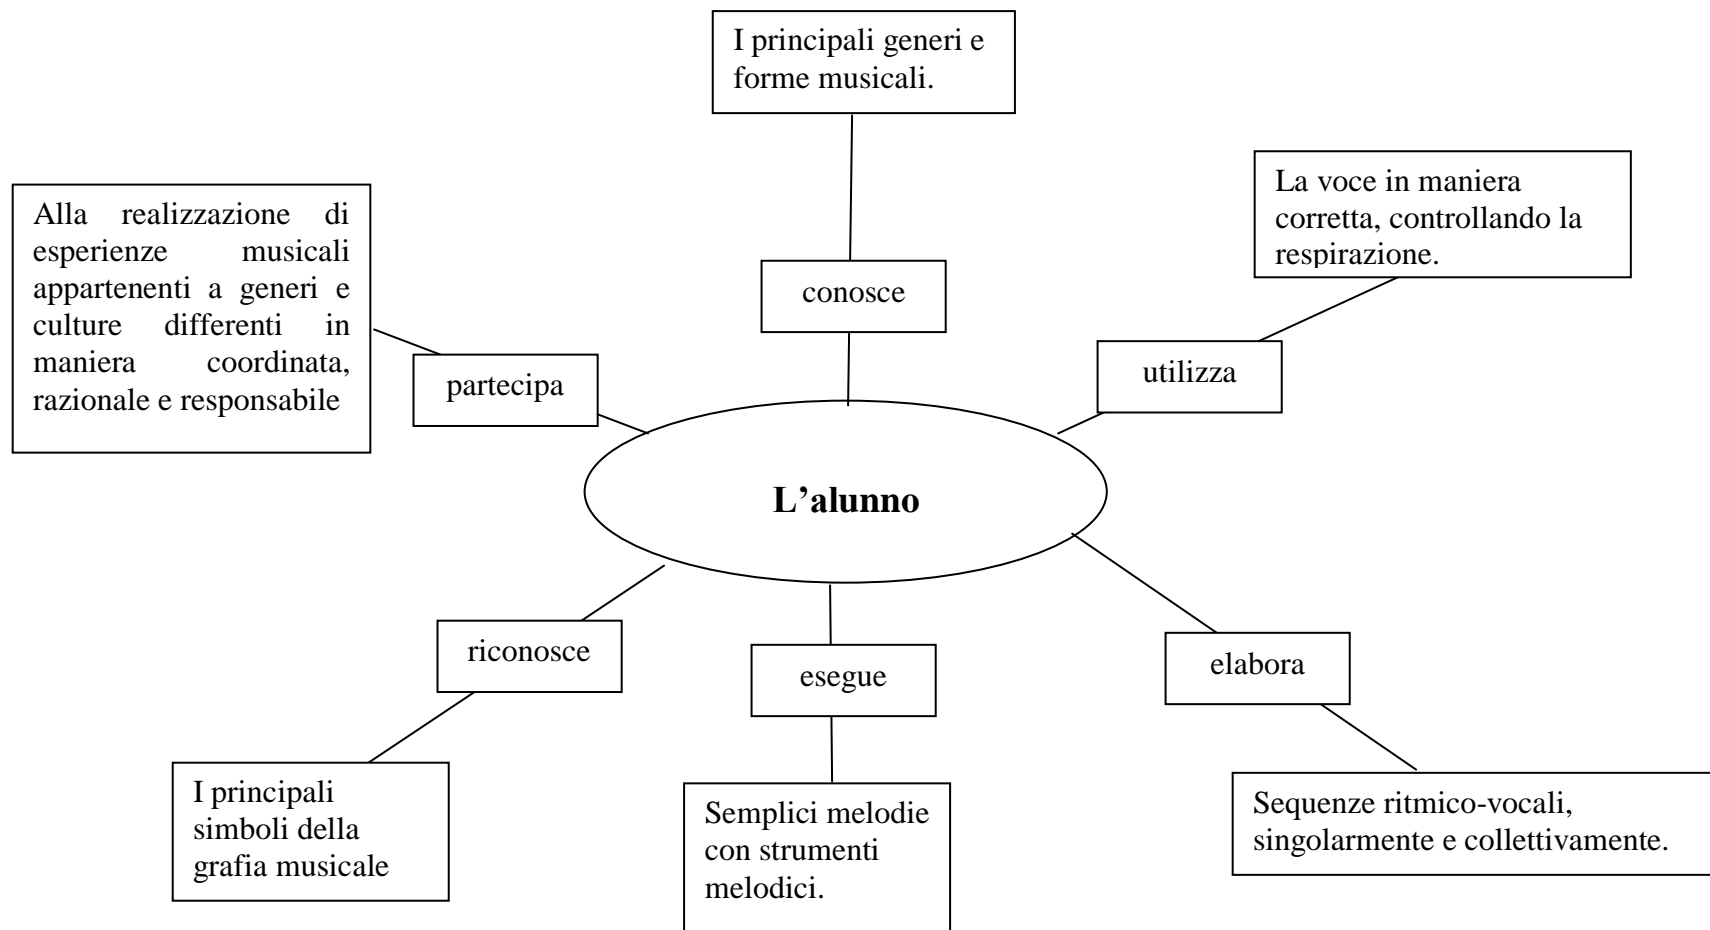 I principali generi e
forme musicali.
La voce in maniera
corretta, controllando la
respirazione.
Alla realizzazione di
esperienze musicali
appartenenti a generi e
culture differenti in
maniera coordinata,
razionale e responsabile
conosce
utilizza
partecipa
L’alunno
riconosce
esegue
elabora
I principali
simboli della
grafia musicale
Semplici melodie
con strumenti
melodici.
Sequenze ritmico-vocali,
singolarmente e collettivamente.